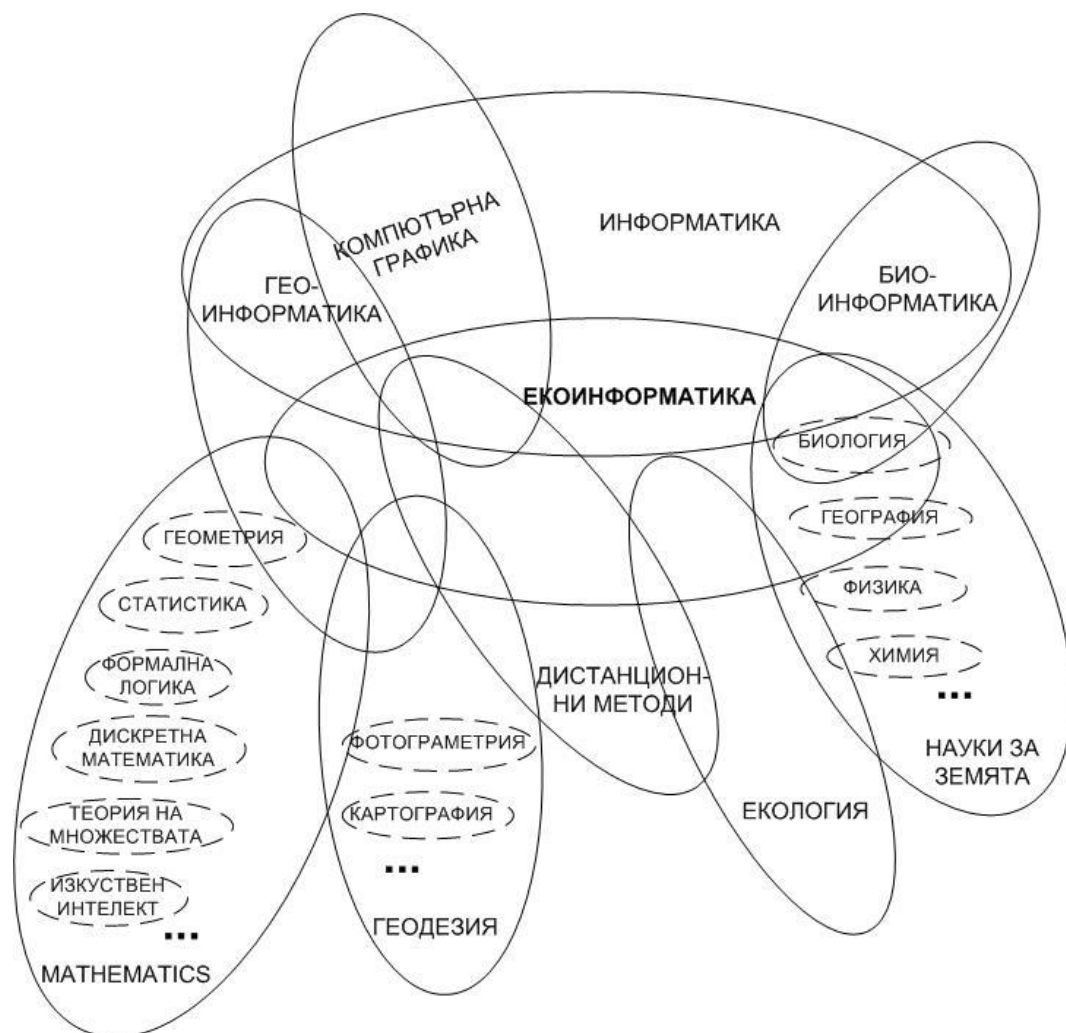 КОМПЮТЪРНА
ГРАФИКА
ИНФОРМАТИКА
ГЕО-
ИНФОРМАТИКА
БИО-
ИНФОРМАТИКА
ЕКОИНФОРМАТИКА
БИОЛОГИЯ
ГЕОГРАФИЯ
ФИЗИКА
ХИМИЯ
...
НАУКИ ЗА
ЗЕМЯТА
ГЕОМЕТРИЯ
СТАТИСТИКА
ФОРМАЛНА
ЛОГИКА
ДИСКРЕТНА
МАТЕМАТИКА
ТЕОРИЯ НА
МНОЖЕСТВАТА
ИЗКУСТВЕН
ИНТЕЛЕКТ
...
MATHEMATICS
ФОТОГРАМЕТРИЯ
КАРТОГРАФИЯ
...
ГЕОДЕЗИЯ
ДИСТАНЦИОН-
НИ МЕТОДИ
ЕКОЛОГИЯ